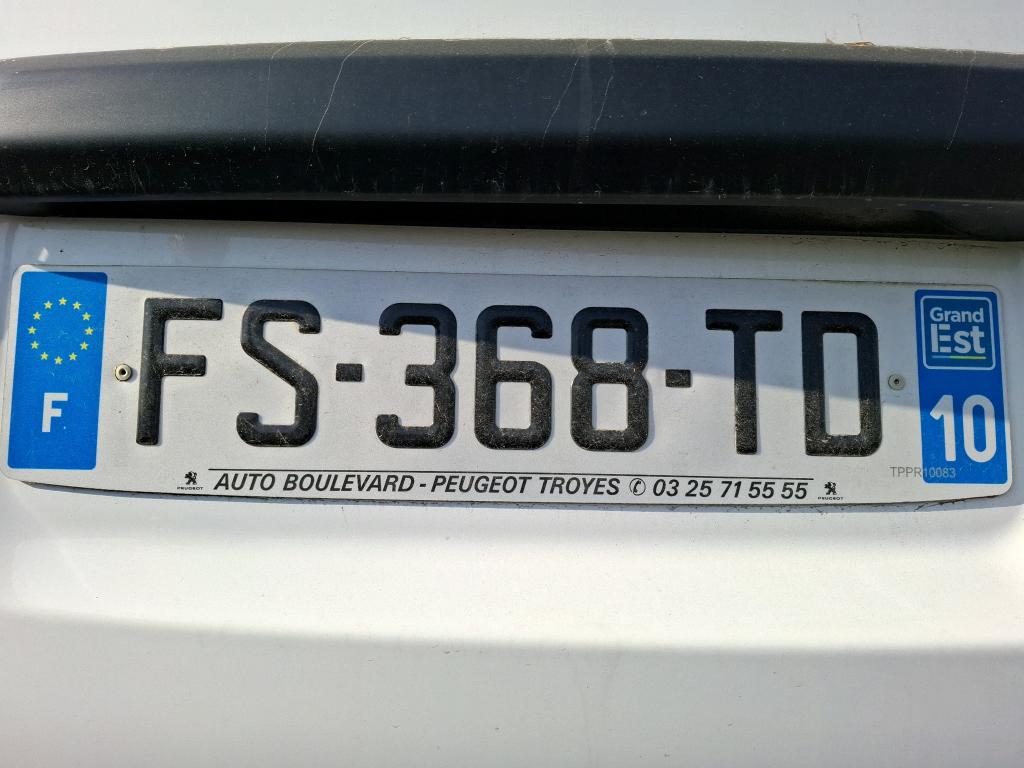 F
FS-368-TD
Grand
Est
10
TPPR10083
PEUGEOT
AUTO BOULEVARD - PEUGEOT TROYES ✆ 03 25 71 55 55
PEUGEOT